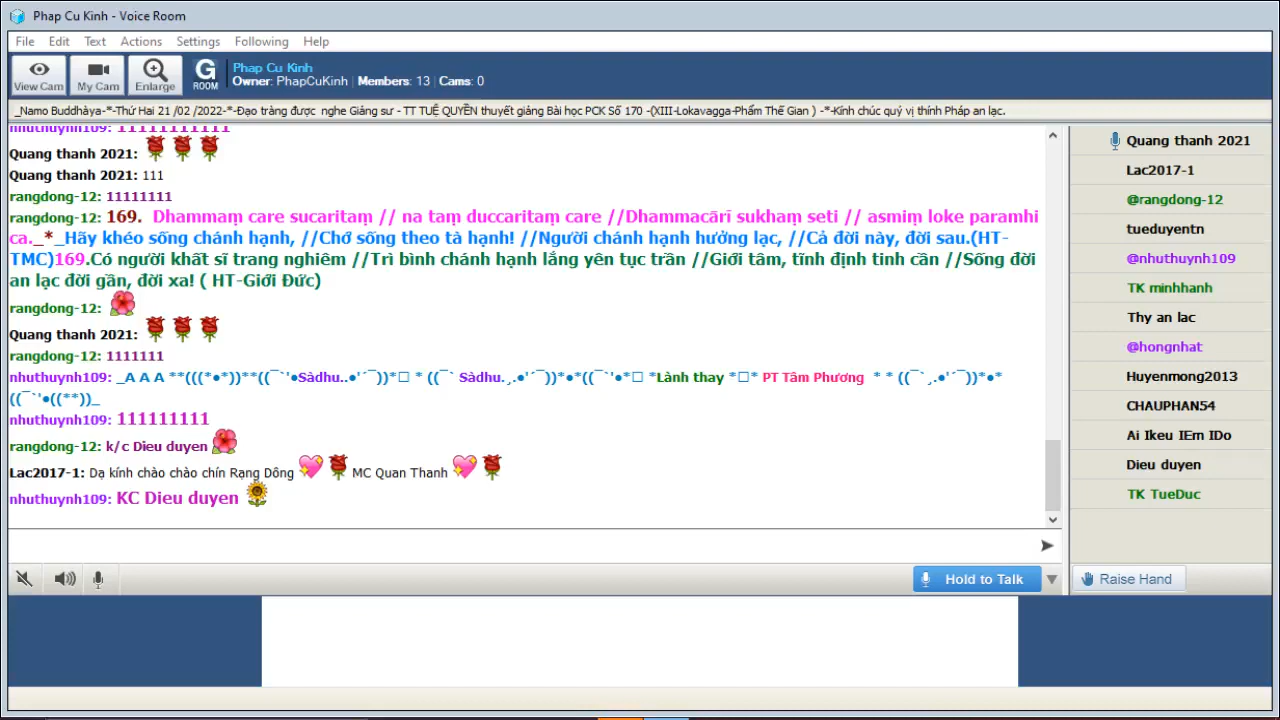 Phap Cu Kinh - Voice Room
File Edit Text Actions Settings Following Help
View Cam My Cam Enlarge G ROOM
Phap Cu Kinh
Owner: PhapCuKinh | Members: 13 | Cams: 0
_Namo Buddhàya-*-Thứ Hai 21 /02 /2022-*-Đạo tràng được nghe Giảng sư - TT TUỆ QUYỀN thuyết giảng Bài học PCK Số 170 -(XIII-Lokavagga-Phẩm Thế Gian ) -*-Kính chúc quý vị thính Pháp an lạc.
nhuthuynh109: 11111111111
Quang thanh 2021:
Quang thanh 2021: 111
rangdong-12: 11111111
rangdong-12: 169. Dhammaṃ care sucaritaṃ // na taṃ duccaritaṃ care //Dhammacārī sukhaṃ seti // asmiṃ loke paramhi
ca._*_Hãy khéo sống chánh hạnh, //Chớ sống theo tà hạnh! //Người chánh hạnh hưởng lạc, //Cả đời này, đời sau.(HT-
TMC)169.Có người khất sĩ trang nghiêm //Trì bình chánh hạnh lắng yên tục trần //Giới tâm, tĩnh định tinh cần //Sống đời
an lạc đời gần, đời xa! ( HT-Giới Đức)
rangdong-12:
Quang thanh 2021:
rangdong-12: 1111111
nhuthuynh109: _A A A **(((*●*))**((¯`'●Sàdhu..●'´¯))*□ * ((¯` Sàdhu.¸.●'´¯))*●*((¯`'●*□ *Lành thay *□* PT Tâm Phương * * ((¯`¸.●'´¯))*●*
((¯`'●((**))_
nhuthuynh109: 111111111
rangdong-12: k/c Dieu duyen
Lac2017-1: Dạ kính chào chào chín Rạng Dông MC Quan Thanh
nhuthuynh109: KC Dieu duyen
Quang thanh 2021
Lac2017-1
@rangdong-12
tueduyentn
@nhuthuynh109
TK minhhanh
Thy an lac
@hongnhat
Huyenmong2013
CHAUPHAN54
Ai Ikeu IEm IDo
Dieu duyen
TK TueDuc
Hold to Talk
Raise Hand